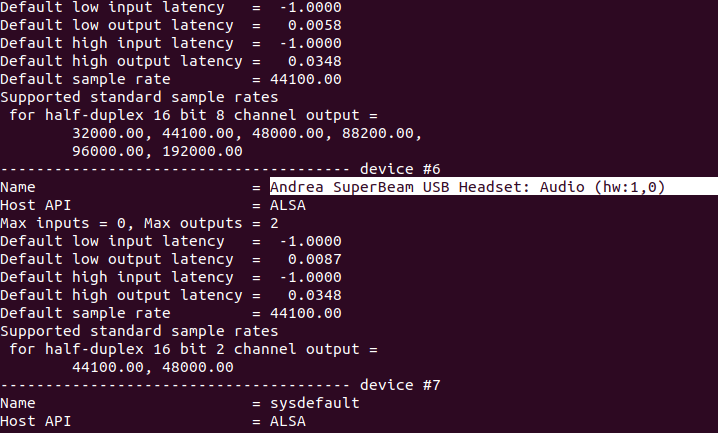 Default low input latency   =  -1.0000
Default low output latency  =   0.0058
Default high input latency  =  -1.0000
Default high output latency =   0.0348
Default sample rate         = 44100.00
Supported standard sample rates
 for half-duplex 16 bit 8 channel output =
        32000.00, 44100.00, 48000.00, 88200.00,
        96000.00, 192000.00
--------------------------------------- device #6
Name                        = Andrea SuperBeam USB Headset: Audio (hw:1,0)
Host API                    = ALSA
Max inputs = 0, Max outputs = 2
Default low input latency   =  -1.0000
Default low output latency  =   0.0087
Default high input latency  =  -1.0000
Default high output latency =   0.0348
Default sample rate         = 44100.00
Supported standard sample rates
 for half-duplex 16 bit 2 channel output =
        44100.00, 48000.00
--------------------------------------- device #7
Name                        = sysdefault
Host API                    = ALSA